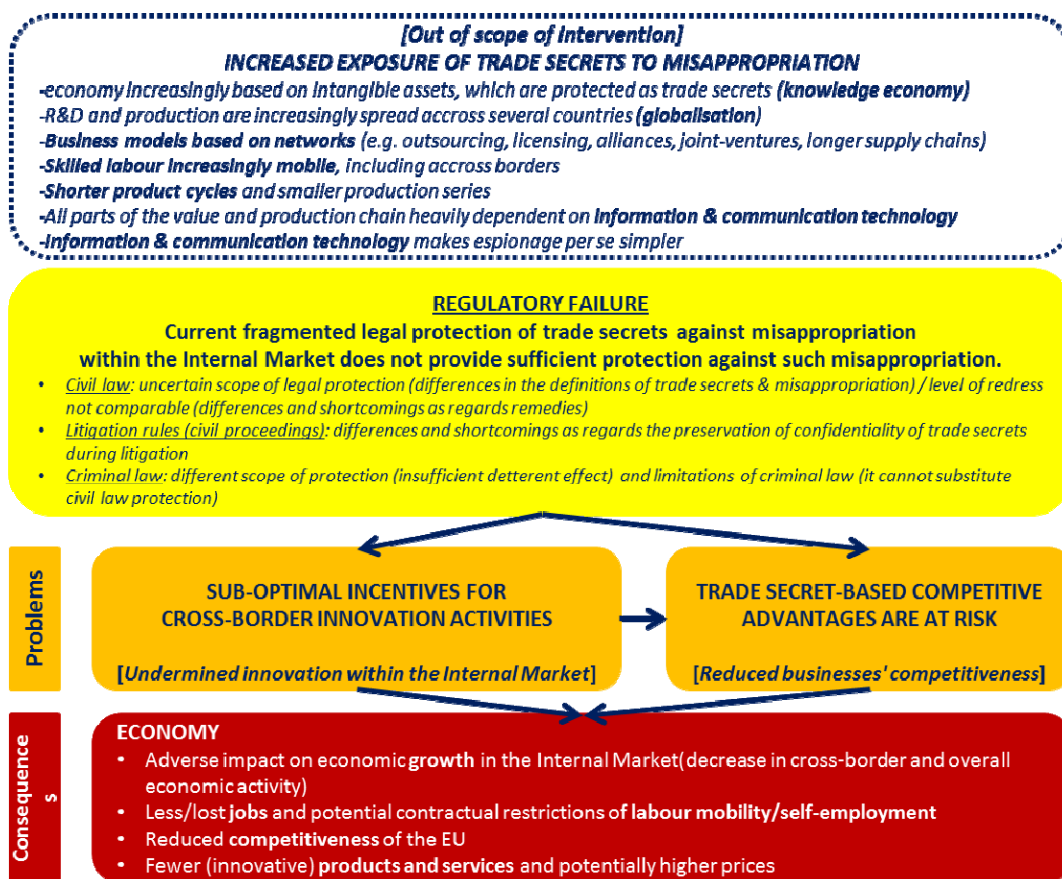 [Out of scope of intervention]
INCREASED EXPOSURE OF TRADE SECRETS TO MISAPPROPRIATION
-economy increasingly based on intangible assets, which are protected as trade secrets (knowledge economy)
-R&D and production are increasingly spread accross several countries (globalisation)
-Business models based on networks (e.g. outsourcing, licensing, alliances, joint-ventures, longer supply chains)
-Skilled labour increasingly mobile, including accross borders
-Shorter product cycles and smaller production series
-All parts of the value and production chain heavily dependent on information & communication technology
-Information & communication technology makes espionage per se simpler
REGULATORY FAILURE
Current fragmented legal protection of trade secrets against misappropriation
within the Internal Market does not provide sufficient protection against such misappropriation.
• Civil law: uncertain scope of legal protection (differences in the definitions of trade secrets & misappropriation) / level of redress
not comparable (differences and shortcomings as regards remedies)
• Litigation rules (civil proceedings): differences and shortcomings as regards the preservation of confidentiality of trade secrets
during litigation
• Criminal law: different scope of protection (insufficient detterent effect) and limitations of criminal law (it cannot substitute
civil law protection)
Problems
SUB-OPTIMAL INCENTIVES FOR
CROSS-BORDER INNOVATION ACTIVITIES
[Undermined innovation within the Internal Market]
TRADE SECRET-BASED COMPETITIVE
ADVANTAGES ARE AT RISK
[Reduced businesses' competitiveness]
Consequence
s
ECONOMY
• Adverse impact on economic growth in the Internal Market(decrease in cross-border and overall
economic activity)
• Less/lost jobs and potential contractual restrictions of labour mobility/self-employment
• Reduced competitiveness of the EU
• Fewer (innovative) products and services and potentially higher prices